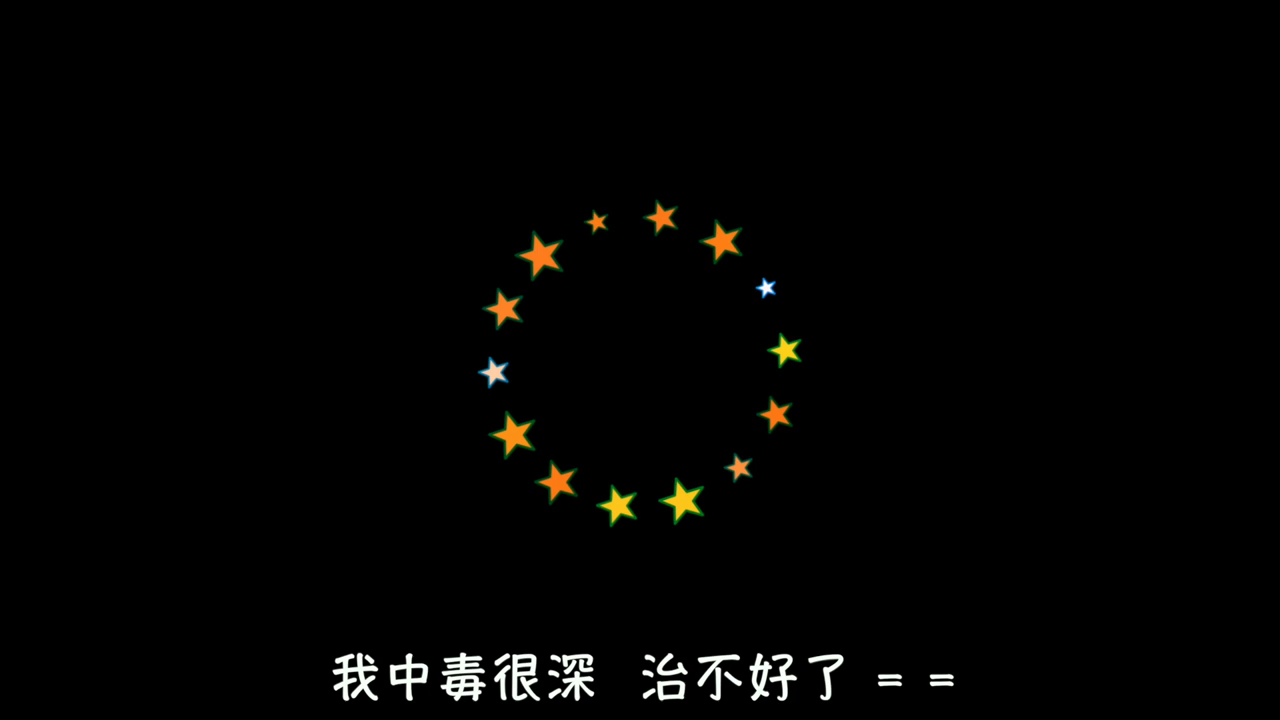 我中毒很深 治不好了 = =